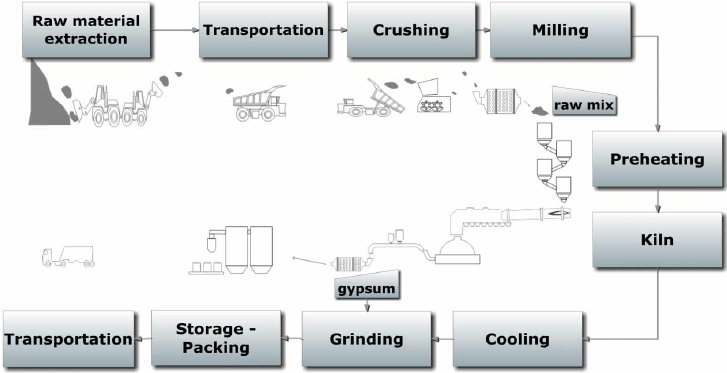 Raw material
extraction
Transportation
Crushing
Milling
raw mix
Preheating
Kiln
gypsum
Transportation
Storage -
Packing
Grinding
Cooling